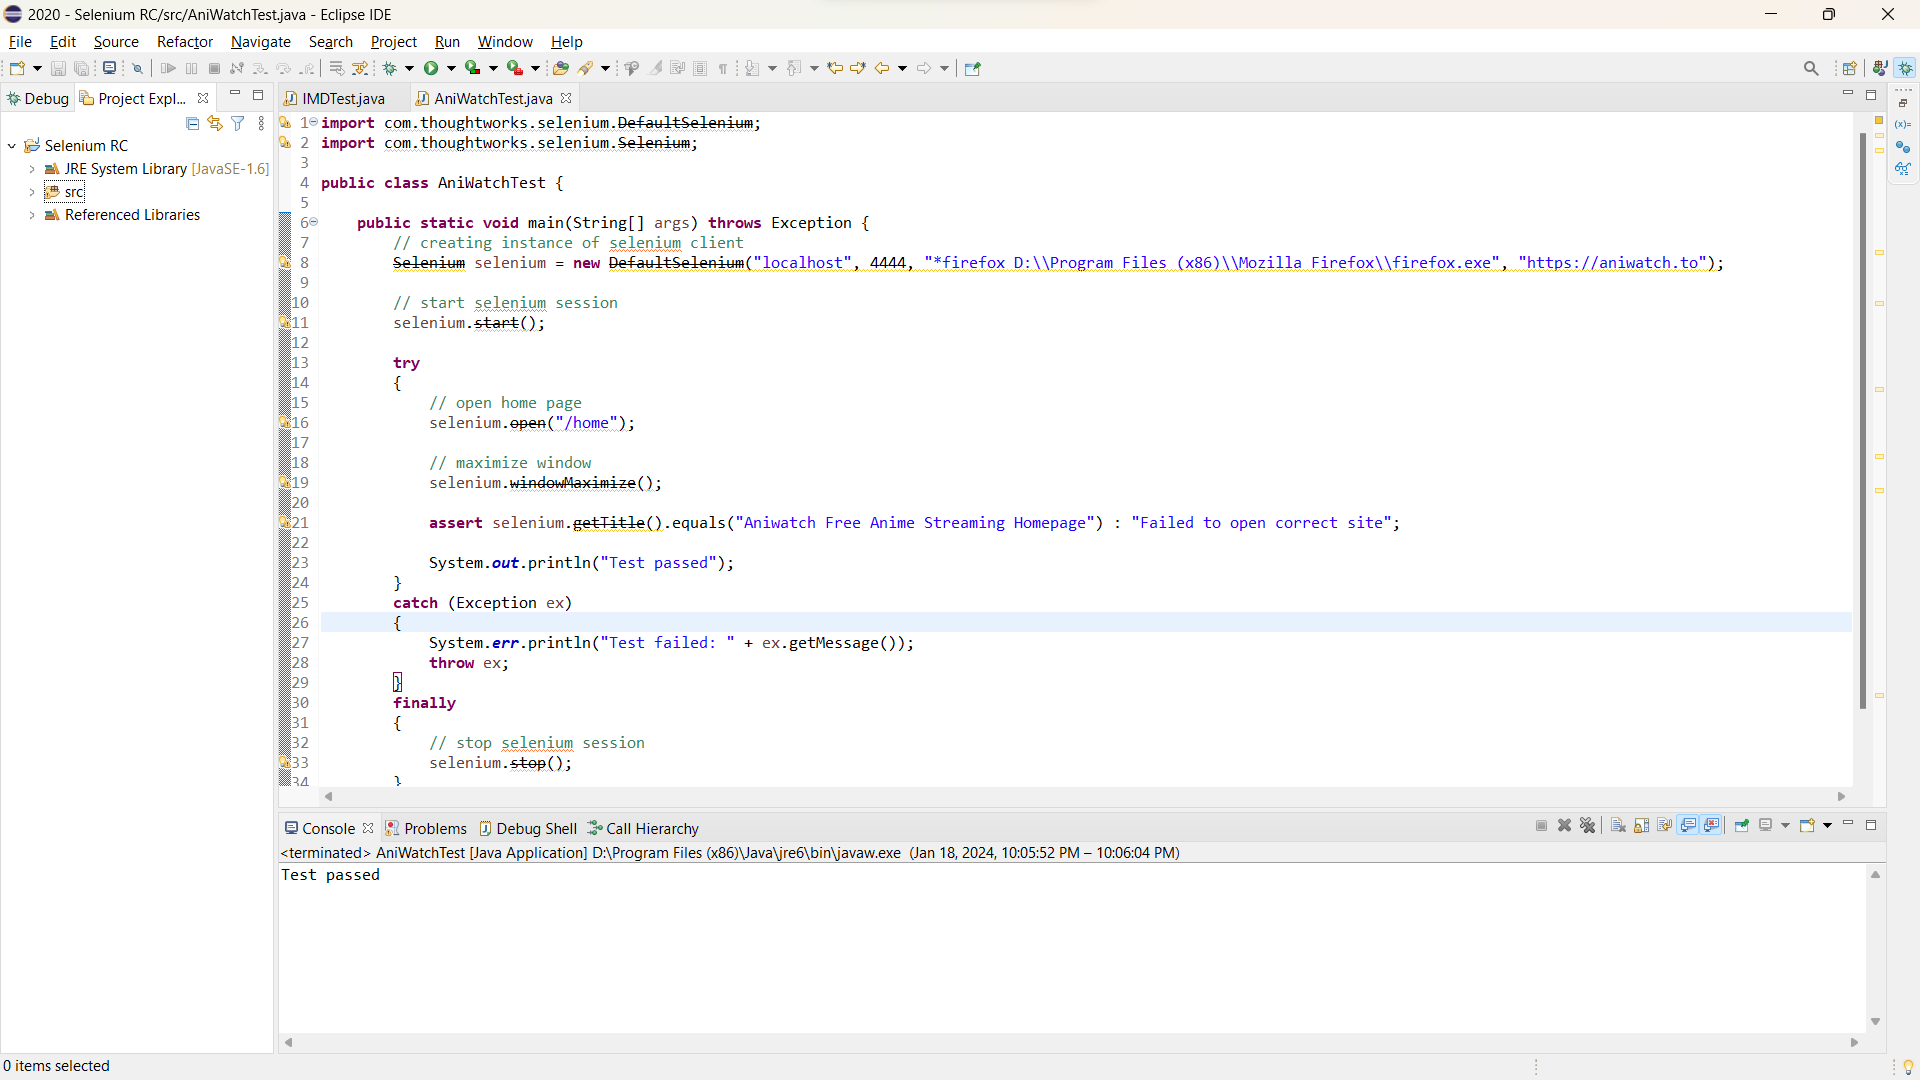 2020 - Selenium RC/src/AniWatchTest.java - Eclipse IDE
File Edit Source Refactor Navigate Search Project Run Window Help
Debug Project Expl... IMDTest.java AniWatchTest.java
Selenium RC
JRE System Library [JavaSE-1.6]
src
Referenced Libraries
1 import com.thoughtworks.selenium.DefaultSelenium;
2 import com.thoughtworks.selenium.Selenium;
3
4 public class AniWatchTest {
5
6 public static void main(String[] args) throws Exception {
7 // creating instance of selenium client
8 Selenium selenium = new DefaultSelenium("localhost", 4444, "*firefox D:\\Program Files (x86)\\Mozilla Firefox\\firefox.exe", "https://aniwatch.to");
9
10 // start selenium session
11 selenium.start();
12
13 try
14 {
15 // open home page
16 selenium.open("/home");
17
18 // maximize window
19 selenium.windowMaximize();
20
21 assert selenium.getTitle().equals("Aniwatch Free Anime Streaming Homepage") : "Failed to open correct site";
22
23 System.out.println("Test passed");
24 }
25 catch (Exception ex)
26 {
27 System.err.println("Test failed: " + ex.getMessage());
28 throw ex;
29 }
30 finally
31 {
32 // stop selenium session
33 selenium.stop();
34 }
Console Problems Debug Shell Call Hierarchy
<terminated> AniWatchTest [Java Application] D:\Program Files (x86)\Java\jre6\bin\javaw.exe (Jan 18, 2024, 10:05:52 PM – 10:06:04 PM)
Test passed
0 items selected